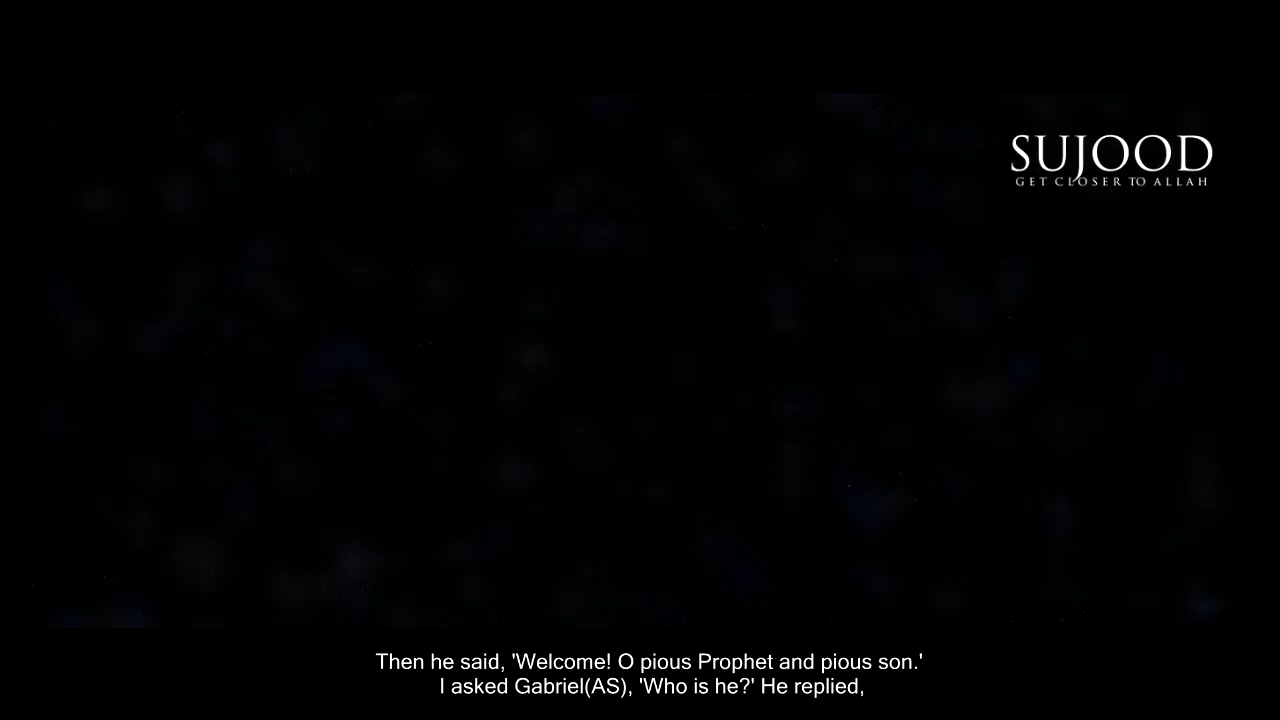 SUJOOD
GET CLOSER TO ALLAH
Then he said, 'Welcome! O pious Prophet and pious son.'
I asked Gabriel(AS), 'Who is he?' He replied,